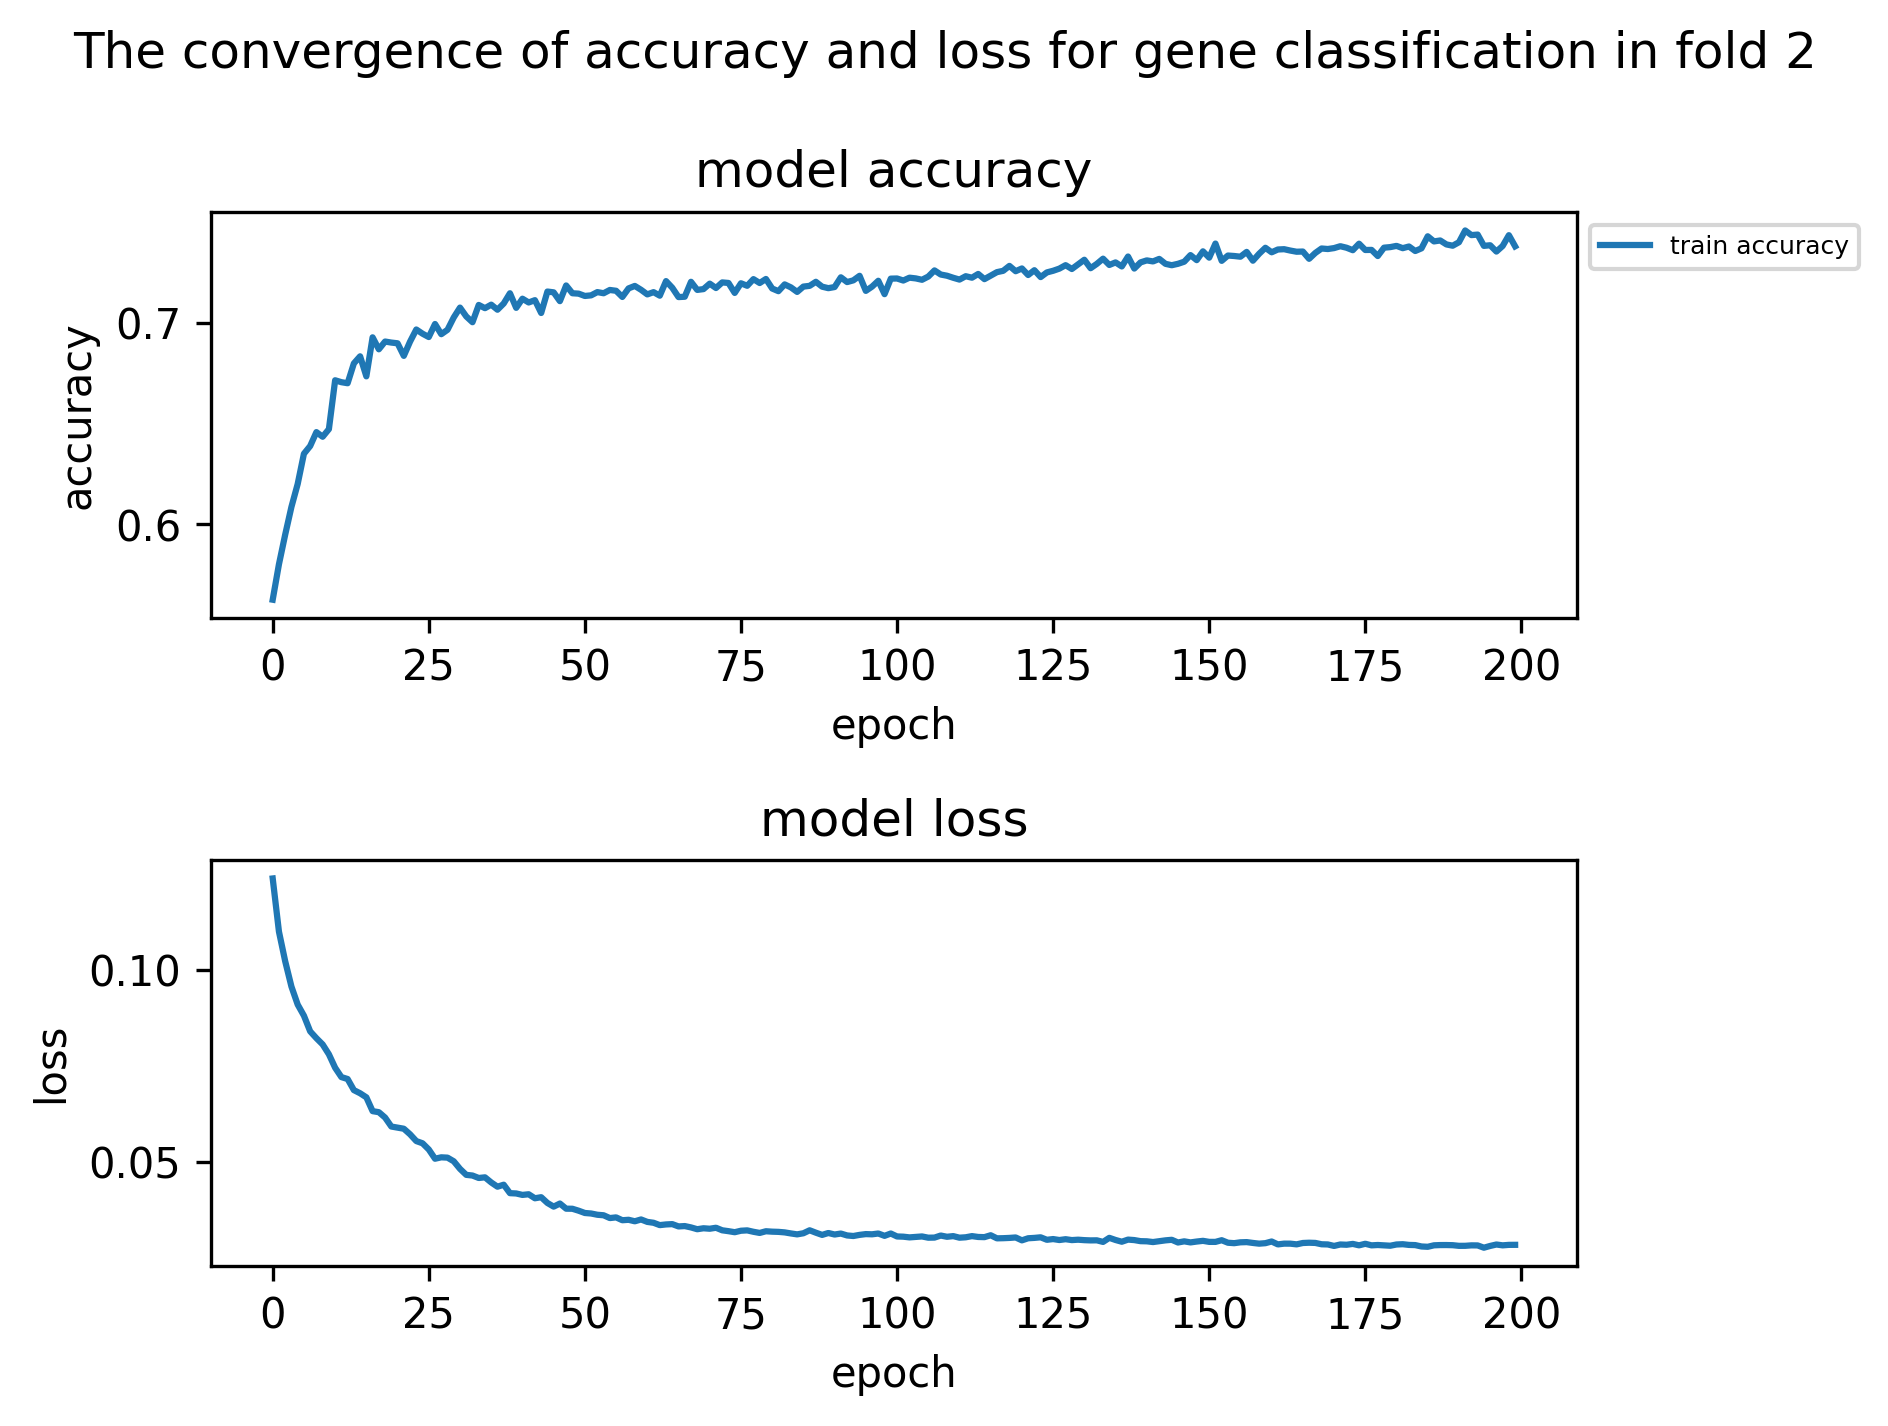 The convergence of accuracy and loss for gene classification in fold 2
model accuracy
train accuracy
accuracy
0.7
0.6
0 25 50 75 100 125 150 175 200
epoch
model loss
loss
0.10
0.05
0 25 50 75 100 125 150 175 200
epoch